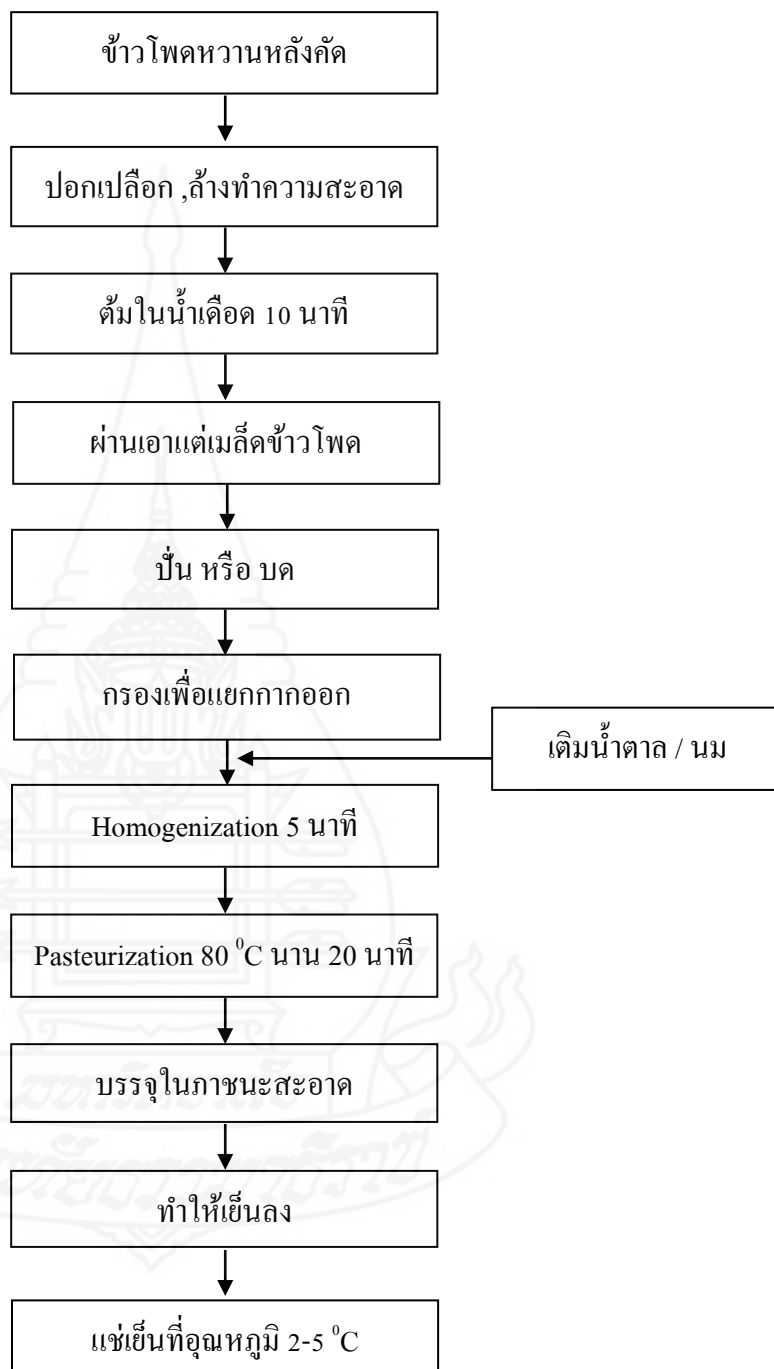 ข้าวโพดหวานหลังคัด
ปอกเปลือก ,ล้างทำความสะอาด
ต้มในน้ำเดือด 10 นาที
ผ่านเอาแต่เมล็ดข้าวโพด
ปั่น หรือ บด
กรองเพื่อแยกกากออก
เติมน้ำตาล / นม
Homogenization 5 นาที
Pasteurization 80 ⁰C นาน 20 นาที
บรรจุในภาชนะสะอาด
ทำให้เย็นลง
แช่เย็นที่อุณหภูมิ 2-5 ⁰C